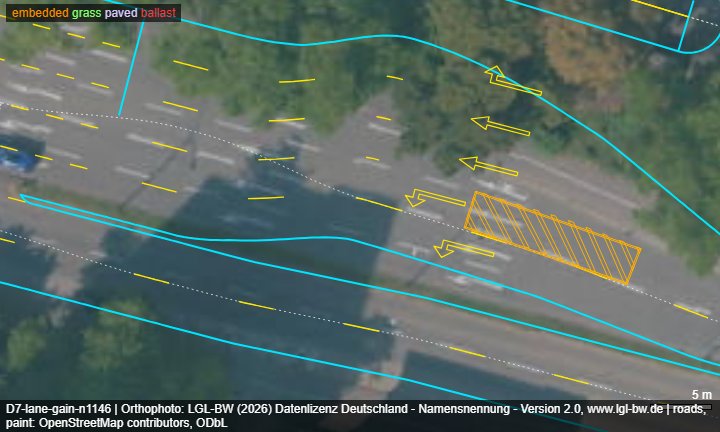 embedded grass paved ballast
5 m
D7-lane-gain-n1146 | Orthophoto: LGL-BW (2026) Datenlizenz Deutschland - Namensnennung - Version 2.0, www.lgl-bw.de | roads,
paint: OpenStreetMap contributors, ODbL